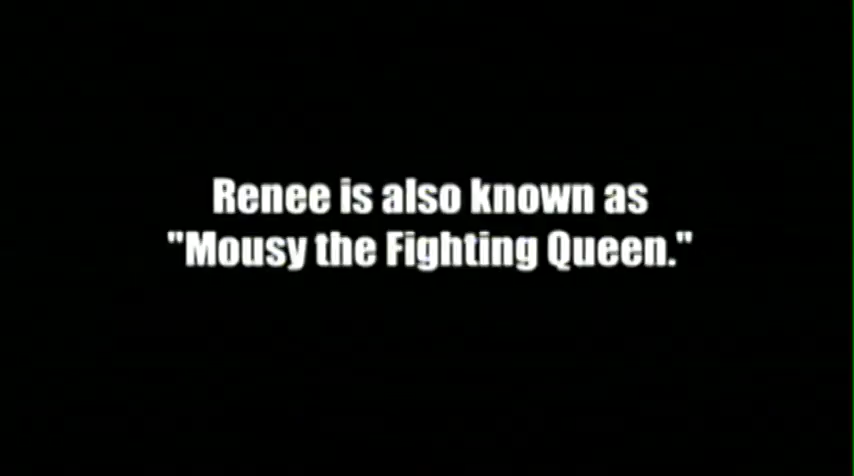 Renee is also known as
"Mousy the Fighting Queen."